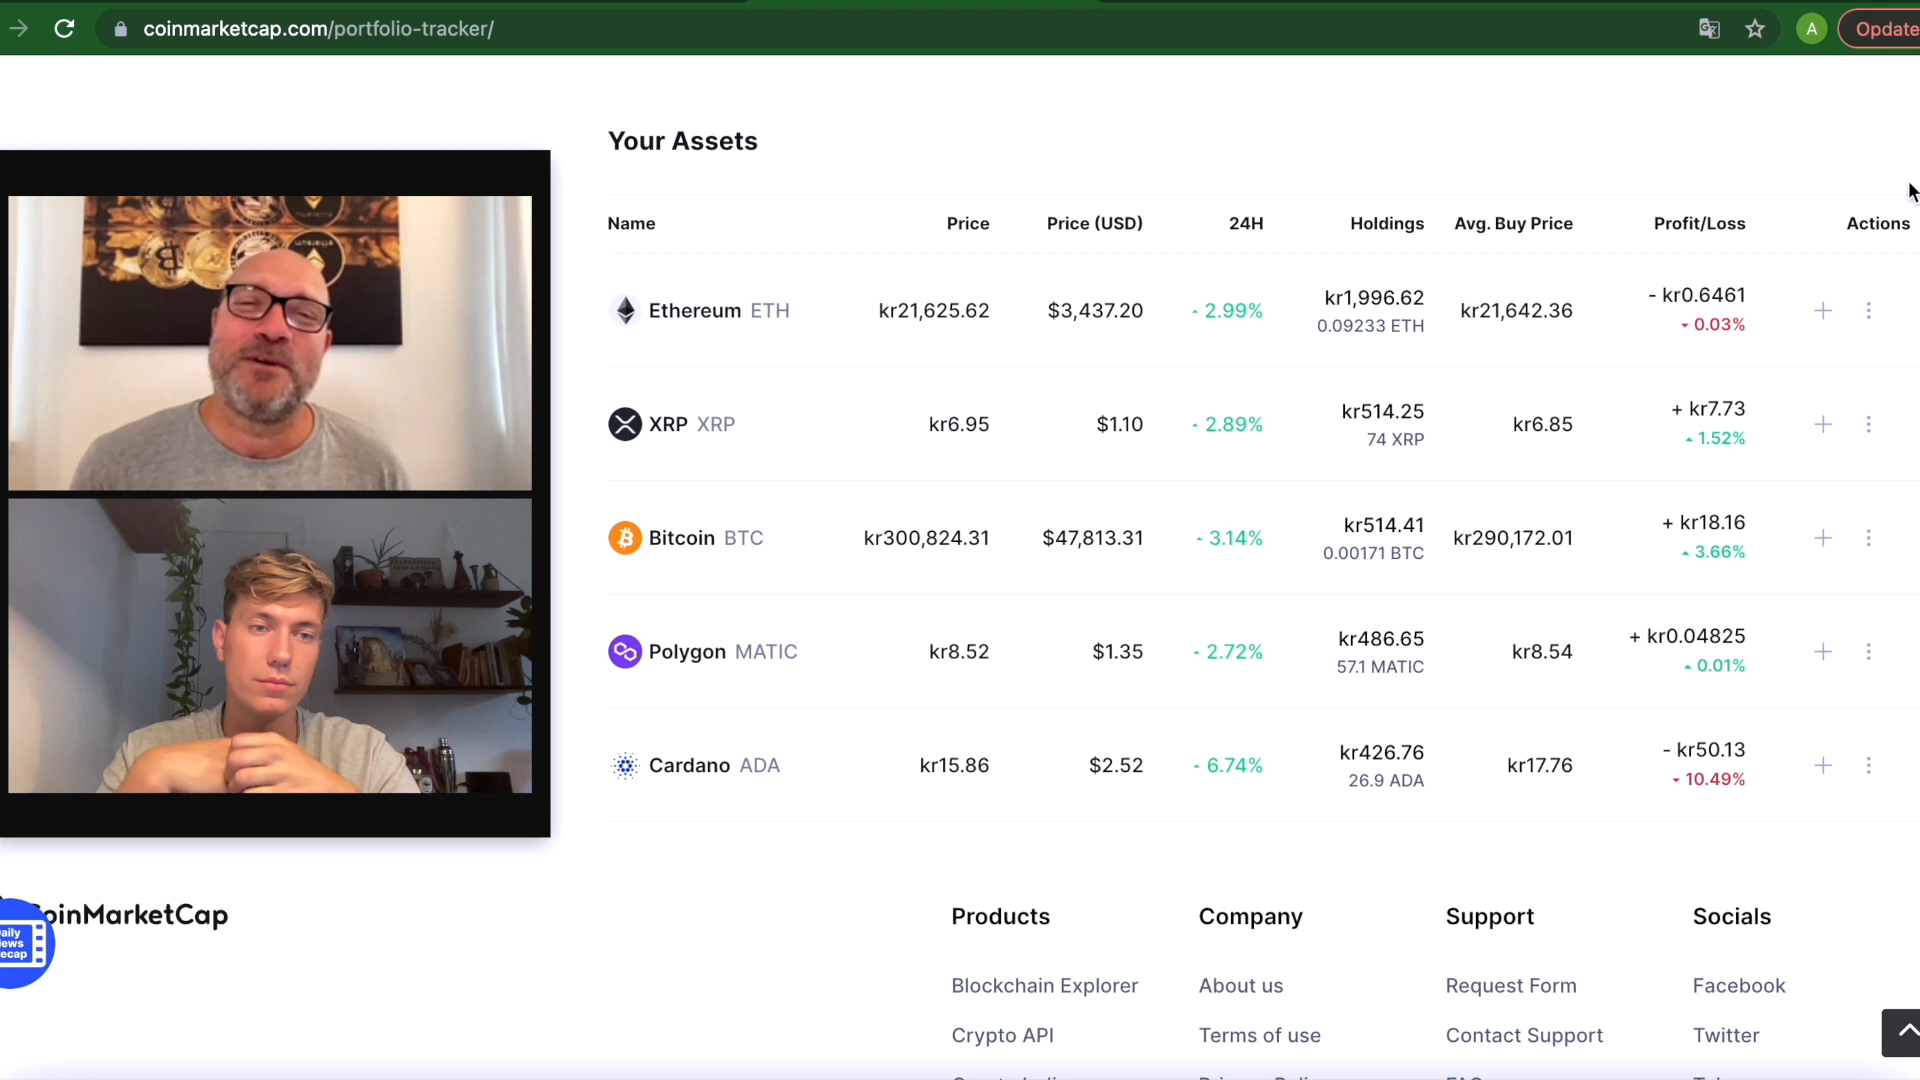 coinmarketcap.com/portfolio-tracker/
A
Opdate
Your Assets
Name Price Price (USD) 24H Holdings Avg. Buy Price Profit/Loss Actions
Ethereum ETH kr21,625.62 $3,437.20 2.99% kr1,996.62 kr21,642.36 - kr0.6461
0.09233 ETH 0.03%
XRP XRP kr6.95 $1.10 2.89% kr514.25 kr6.85 + kr7.73
74 XRP 1.52%
Bitcoin BTC kr300,824.31 $47,813.31 3.14% kr514.41 kr290,172.01 + kr18.16
0.00171 BTC 3.66%
Polygon MATIC kr8.52 $1.35 2.72% kr486.65 kr8.54 + kr0.04825
57.1 MATIC 0.01%
Cardano ADA kr15.86 $2.52 6.74% kr426.76 kr17.76 - kr50.13
26.9 ADA 10.49%
oinMarketCap
aily
ews
ecap
Products Company Support Socials
Blockchain Explorer About us Request Form Facebook
Crypto API Terms of use Contact Support Twitter